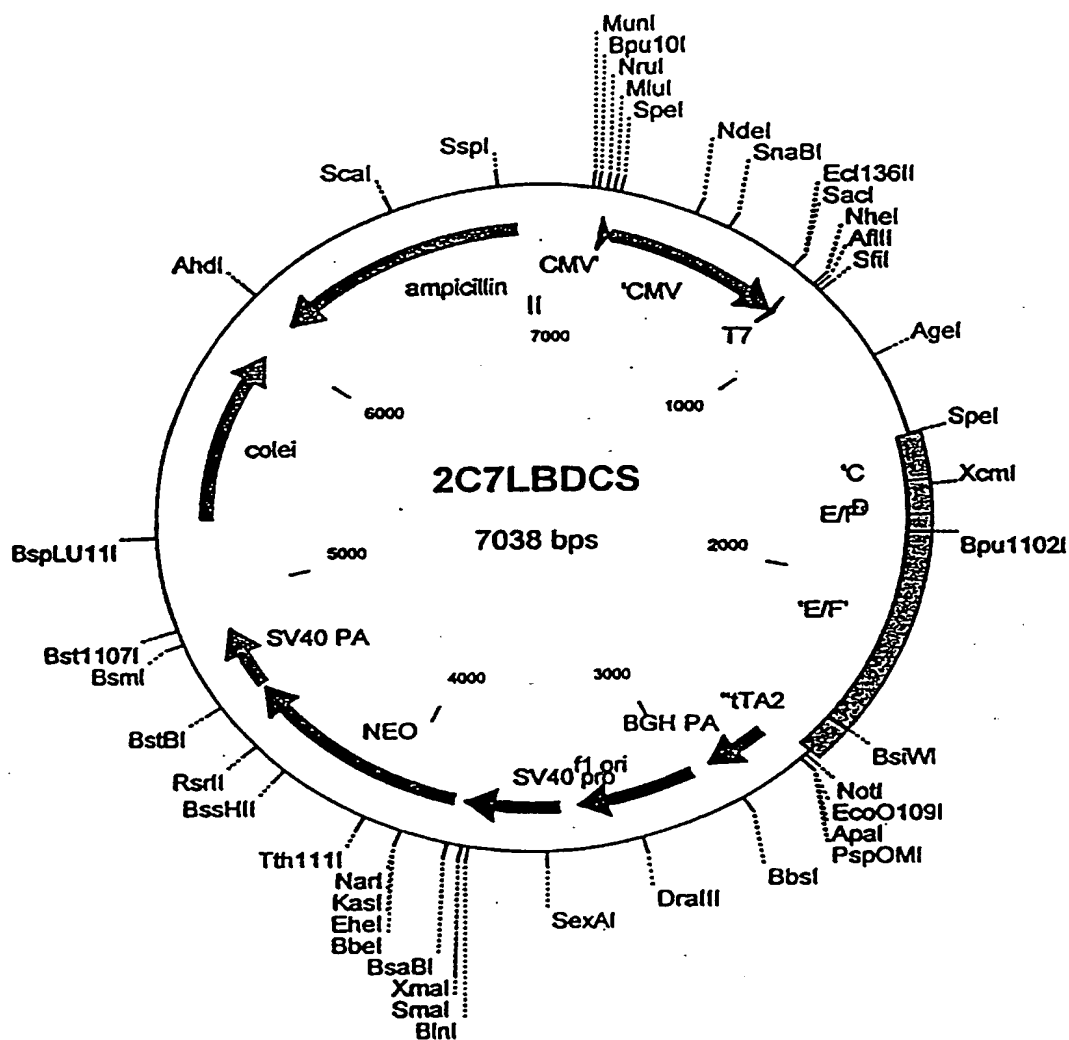 MunI
Bpu10I
NruI
MluI
SpeI
NdeI
SnaBI
Ecl136II
SacI
NheI
AflII
SfiI
AgeI
SpeI
XcmI
Bpu1102I
BsiWI
NotI
EcoO109I
ApaI
PspOMI
BbsI
DraIII
SexAI
BlnI
SmaI
XmaI
BsaBI
BbeI
EheI
KasI
NarI
Tth111I
BssHII
RsrII
BstBI
BsmI
Bst1107I
BspLU11I
AhdI
ScaI
SspI
CMV'
'CMV
T7
ampicillin
II
7000
1000
6000
colei
2C7LBDCS
7038 bps
'C
D
E/F
'E/F'
2000
5000
3000
4000
SV40 PA
NEO
SV40 pro
f1 ori
BGH PA
"tTA2